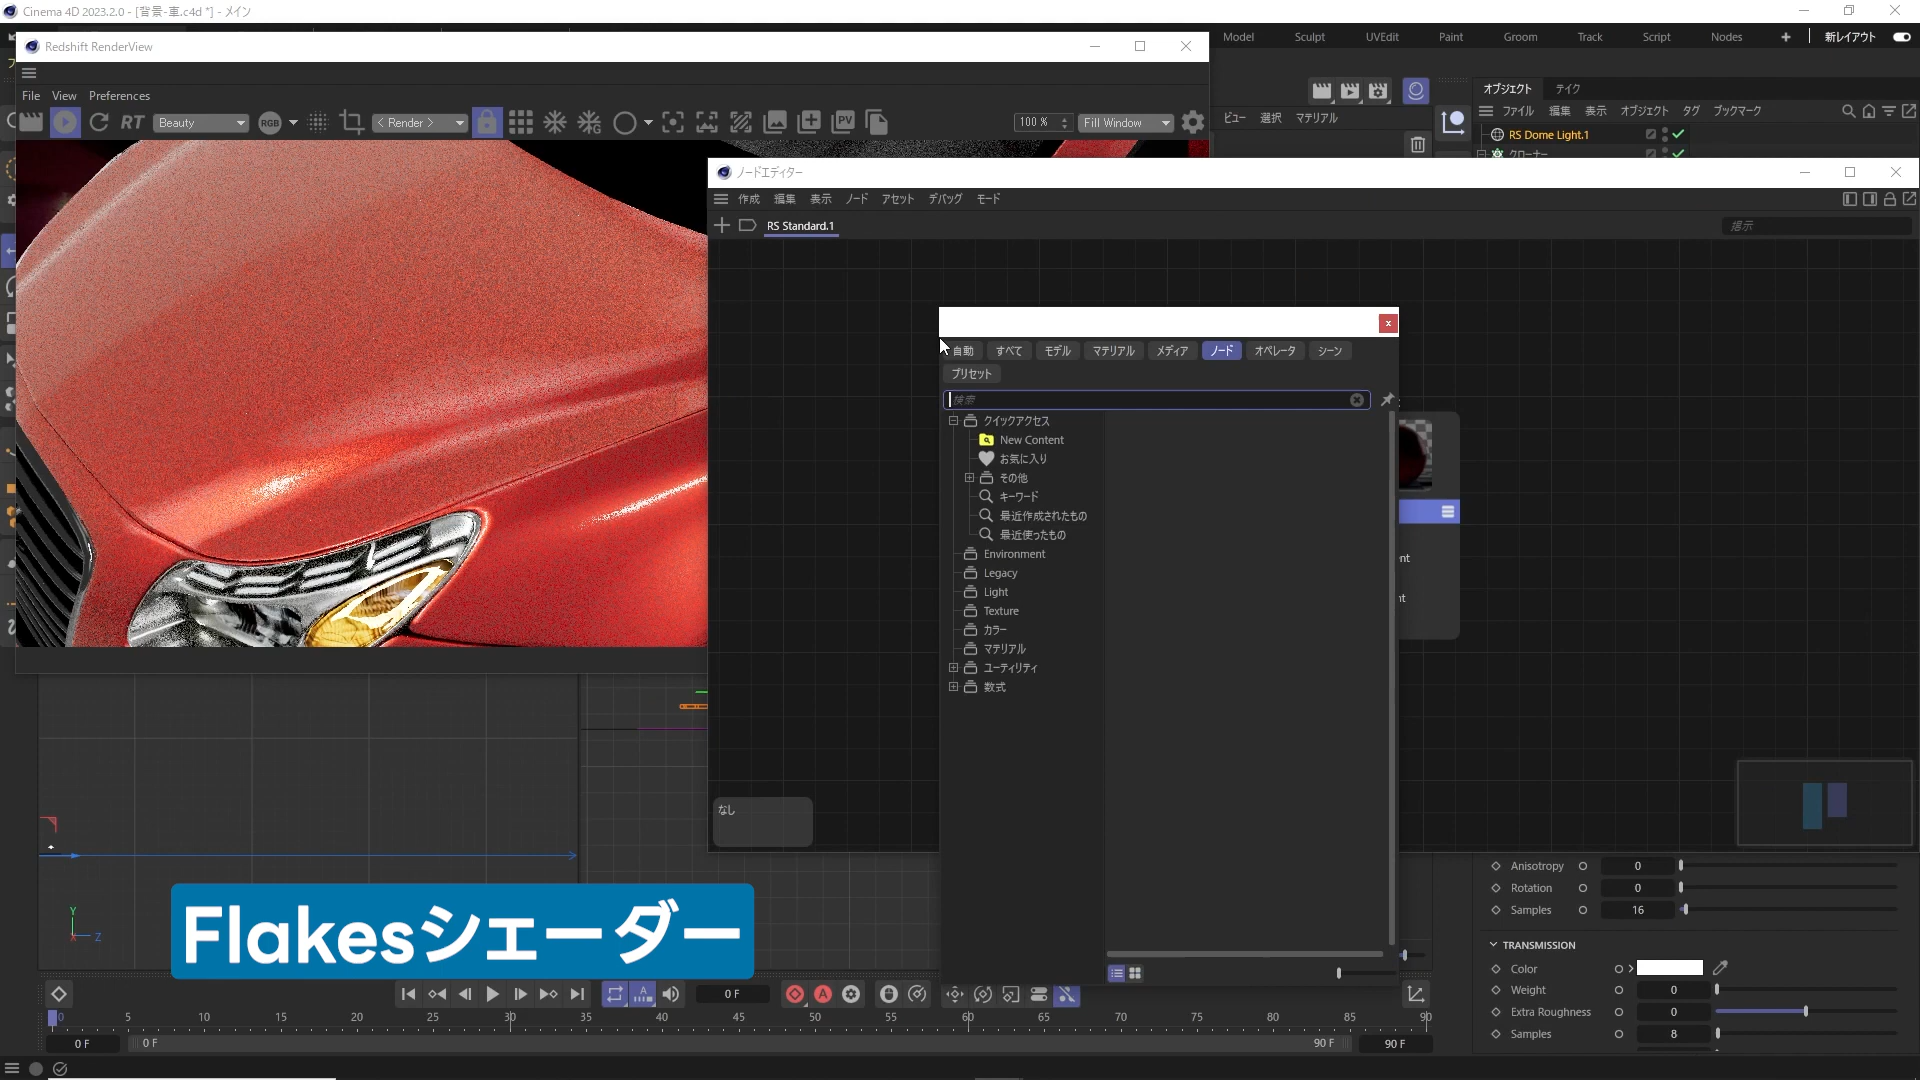 Cinema 4D 2023.2.0 - [背景-車.c4d *] - メイン
Redshift RenderView
Model Sculpt UVEdit Paint Groom Track Script Nodes + 新レイアウト
File View Preferences
オブジェクト テイク
ファイル 編集 表示 オブジェクト タグ ブックマーク
RT Beauty RGB < Render > PV 100 % Fill Window
ビュー 選択 マテリアル
RS Dome Light.1
クローナー
ノードエディター
作成 編集 表示 ノード アセット デバッグ モード
RS Standard.1
指示
自動 すべて モデル マテリアル メディア ノード オペレータ シーン
プリセット
検索
クイックアクセス
New Content
お気に入り
その他
キーワード
最近作成されたもの
最近使ったもの
Environment
Legacy
Light
Texture
カラー
マテリアル
ユーティリティ
数式
なし
Anisotropy 0
Rotation 0
Samples 16
TRANSMISSION
Color
Weight 0
Extra Roughness 0
Samples 8
Y
X Z
Flakesシェーダー
0 F
0 5 10 15 20 25 30 35 40 45 50 55 60 65 70 75 80 85 90
0 F 0 F 90 F 90 F